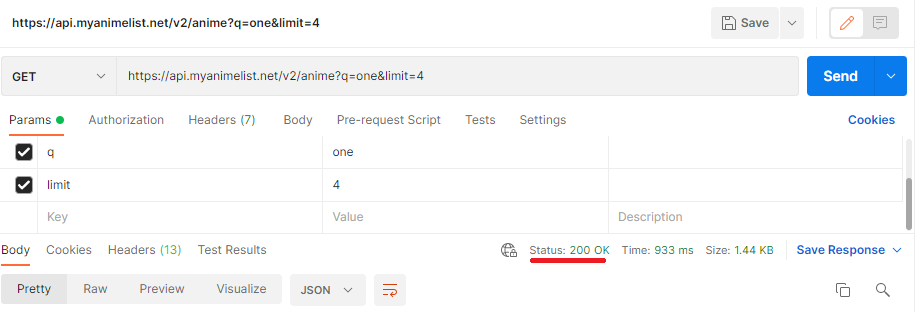 https://api.myanimelist.net/v2/anime?q=one&limit=4 Save
GET https://api.myanimelist.net/v2/anime?q=one&limit=4 Send
Params Authorization Headers (7) Body Pre-request Script Tests Settings Cookies
q one
limit 4
Key Value Description
Body Cookies Headers (13) Test Results Status: 200 OK Time: 933 ms Size: 1.44 KB Save Response
Pretty Raw Preview Visualize JSON